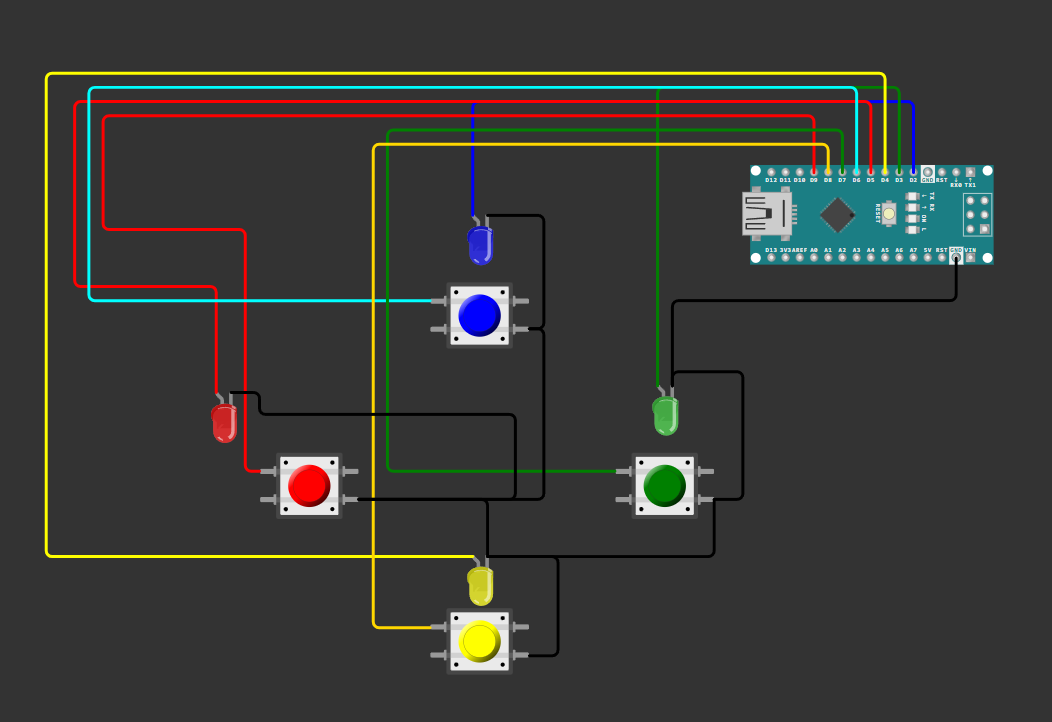 D12 D11 D10 D9 D8 D7 D6 D5 D4 D3 D2 GND RST RX0 TX1
RESET
TX
RX
ON
L
D13 3V3 AREF A0 A1 A2 A3 A4 A5 A6 A7 5V RST GND VIN